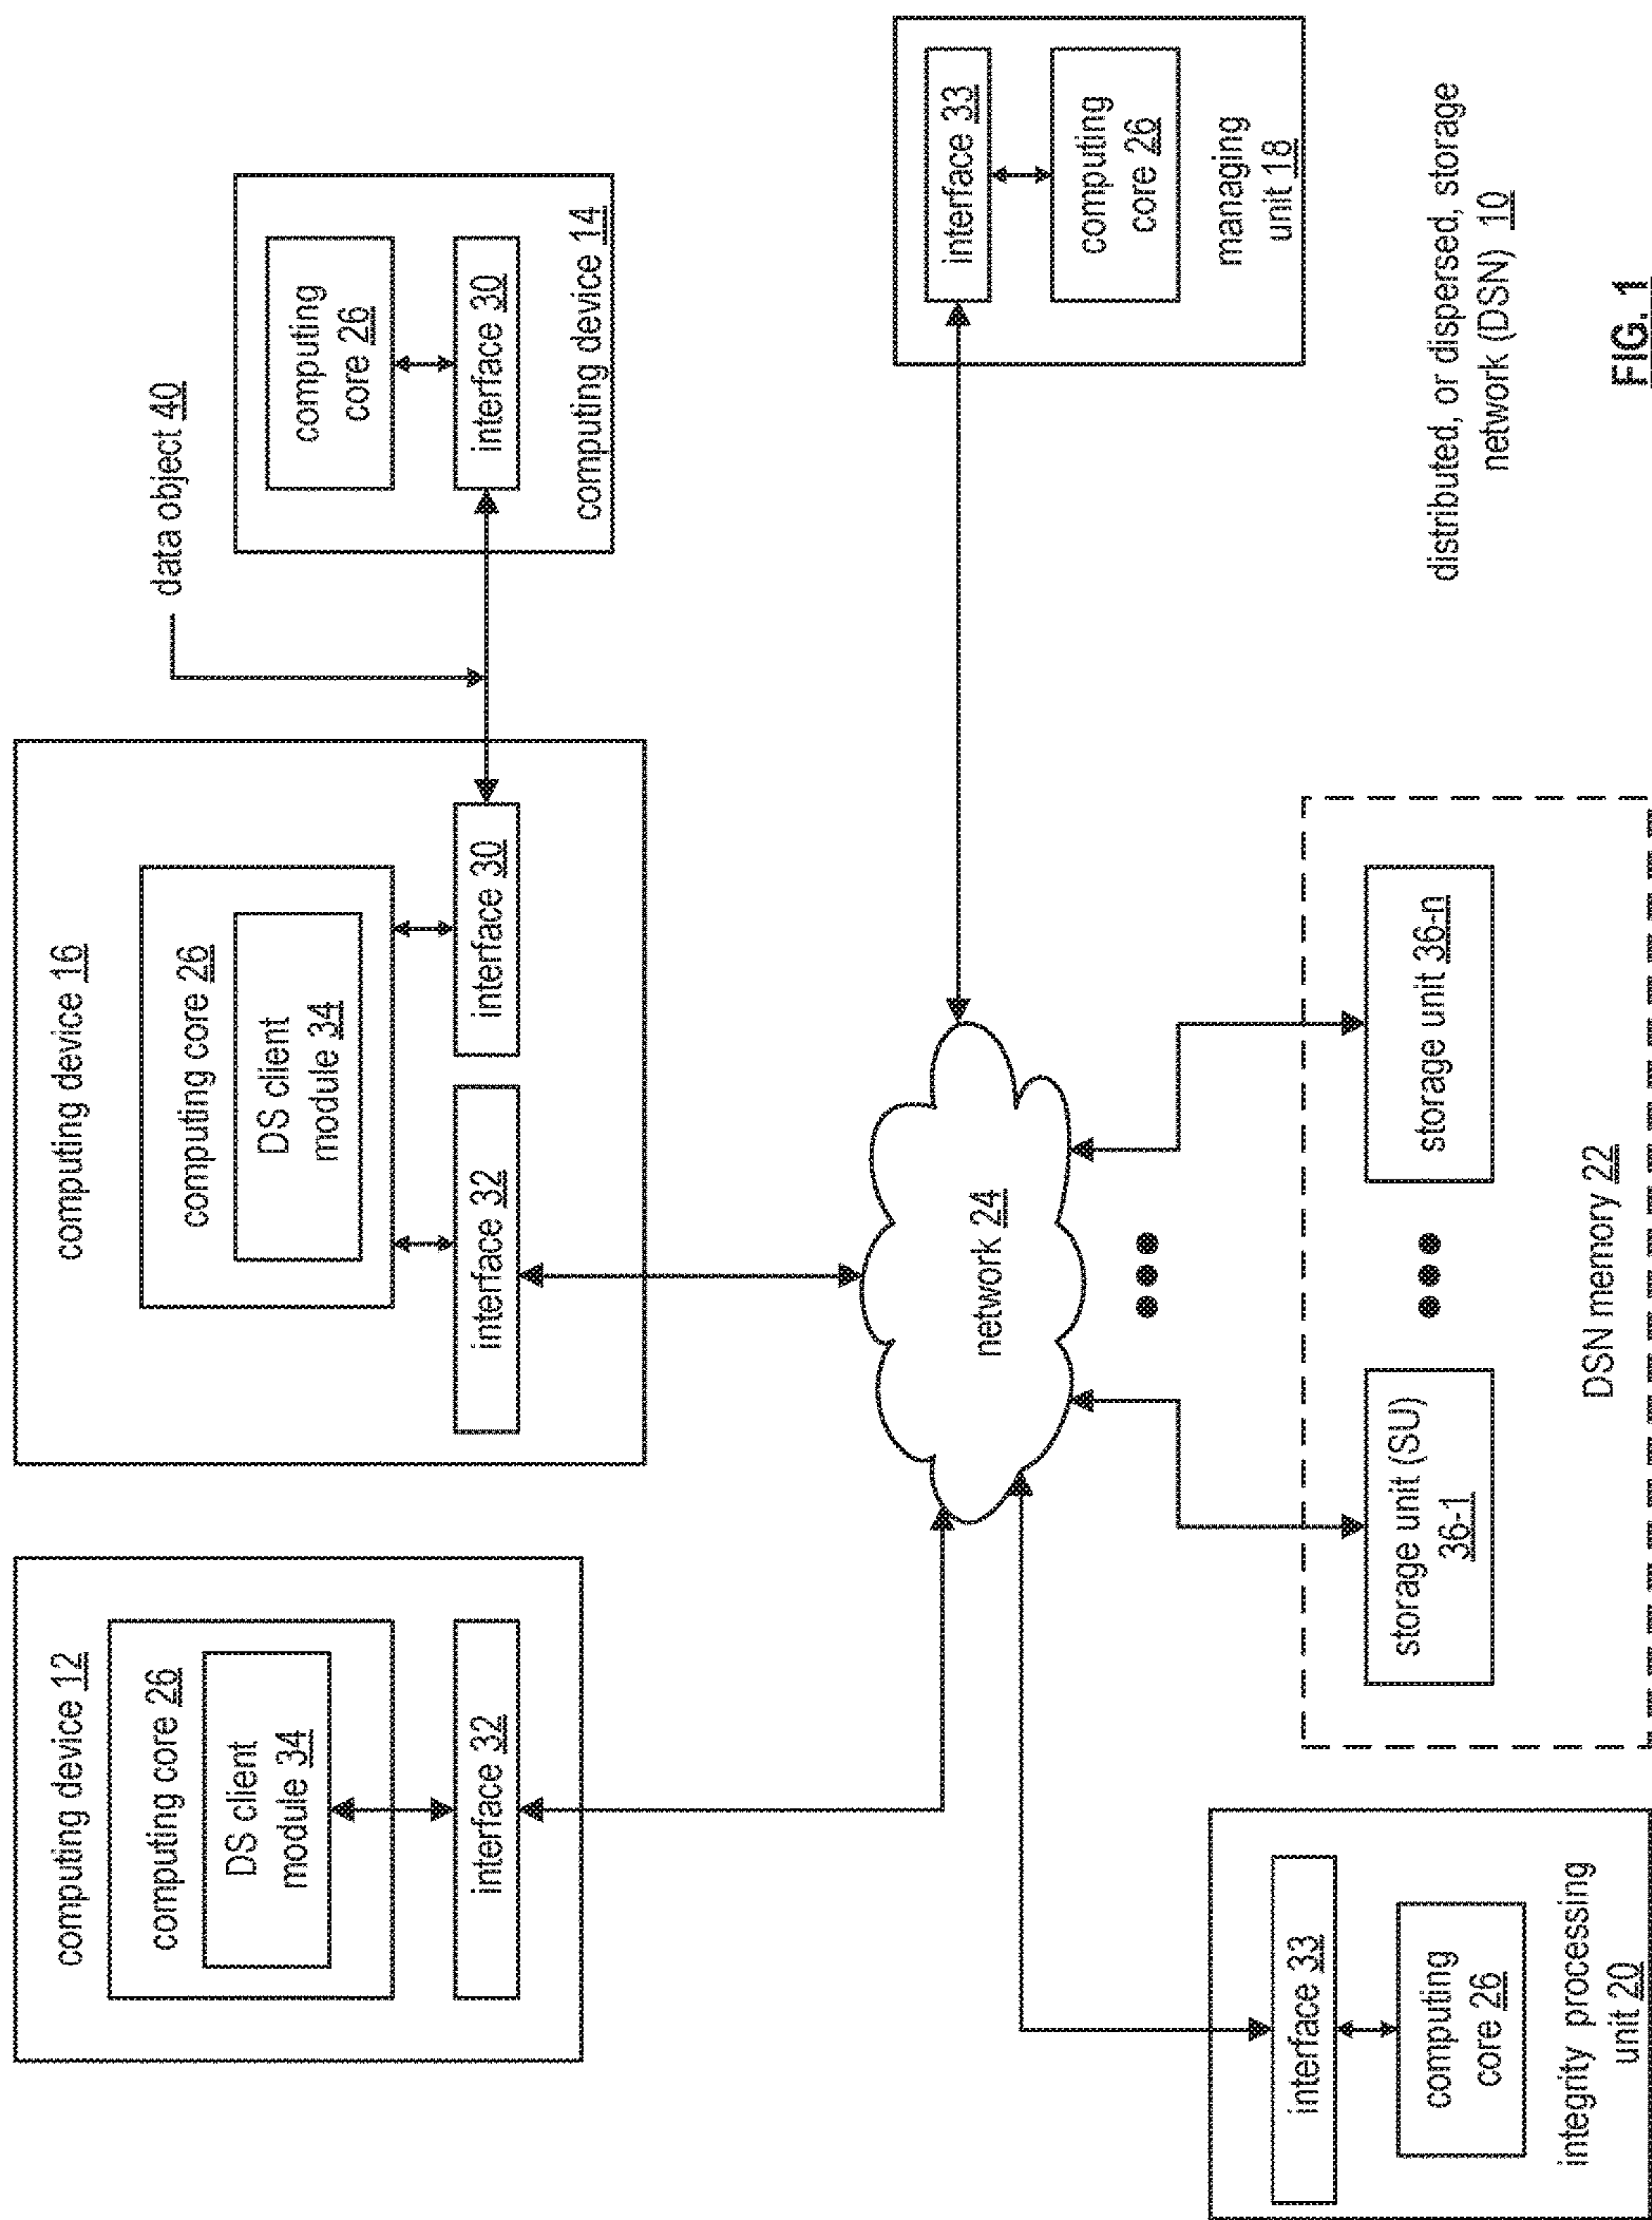 computing device 12
computing core 26
DS client
module 34
interface 32
computing device 16
computing core 26
DS client
module 34
interface 32
interface 30
data object 40
computing
core 26
interface 30
computing device 14
network 24
interface 33
computing
core 26
managing
unit 18
interface 33
computing
core 26
integrity processing
unit 20
storage unit (SU)
36-1
storage unit 36-n
DSN memory 22
distributed, or dispersed, storage
network (DSN) 10
FIG. 1